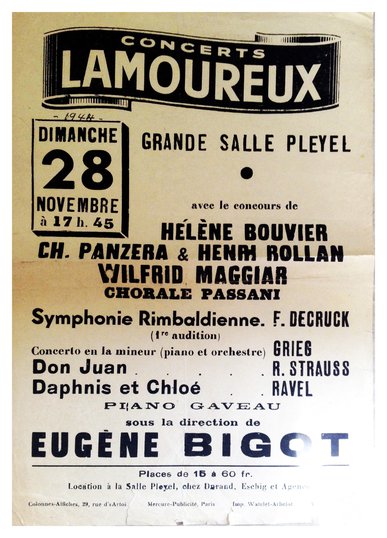 CONCERTS
LAMOUREUX
- 1944 -
DIMANCHE
28
NOVEMBRE
à 17 h. 45
GRANDE SALLE PLEYEL
avec le concours de
HÉLÈNE BOUVIER
CH. PANZERA & HENRI ROLLAN
WILFRID MAGGIAR
CHORALE PASSANI
Symphonie Rimbaldienne. F. DECRUCK
(1re audition)
Concerto en la mineur (piano et orchestre) GRIEG
Don Juan . . . . R. STRAUSS
Daphnis et Chloé . . RAVEL
PIANO GAVEAU
sous la direction de
EUGÈNE BIGOT
Places de 15 à 60 fr.
Location à la Salle Pleyel, chez Durand, Eschig et Agences
Colonnes-Affiches, 29, rue d'Artois Mercure-Publicité, Paris Imp.